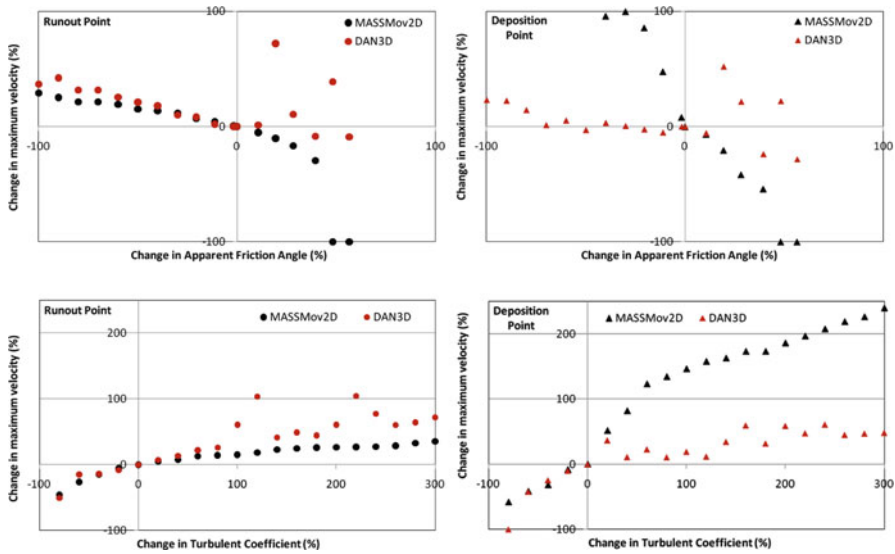 Runout Point
100
MASSMov2D
DAN3D
Change in maximum velocity (%)
0
-100
0
100
-100
Change in Apparent Friction Angle (%)
Deposition
Point
100
MASSMov2D
DAN3D
Change in maximum velocity (%)
0
-100
0
100
-100
Change in Apparent Friction Angle (%)
Runout Point
MASSMov2D
DAN3D
200
100
0
-100
0
100
200
300
-100
Change in maximum velocity (%)
Change in Turbulent Coefficient (%)
Deposition
Point
MASSMov2D
DAN3D
200
100
0
-100
0
100
200
300
-100
Change in maximum velocity (%)
Change in Turbulent Coefficient (%)